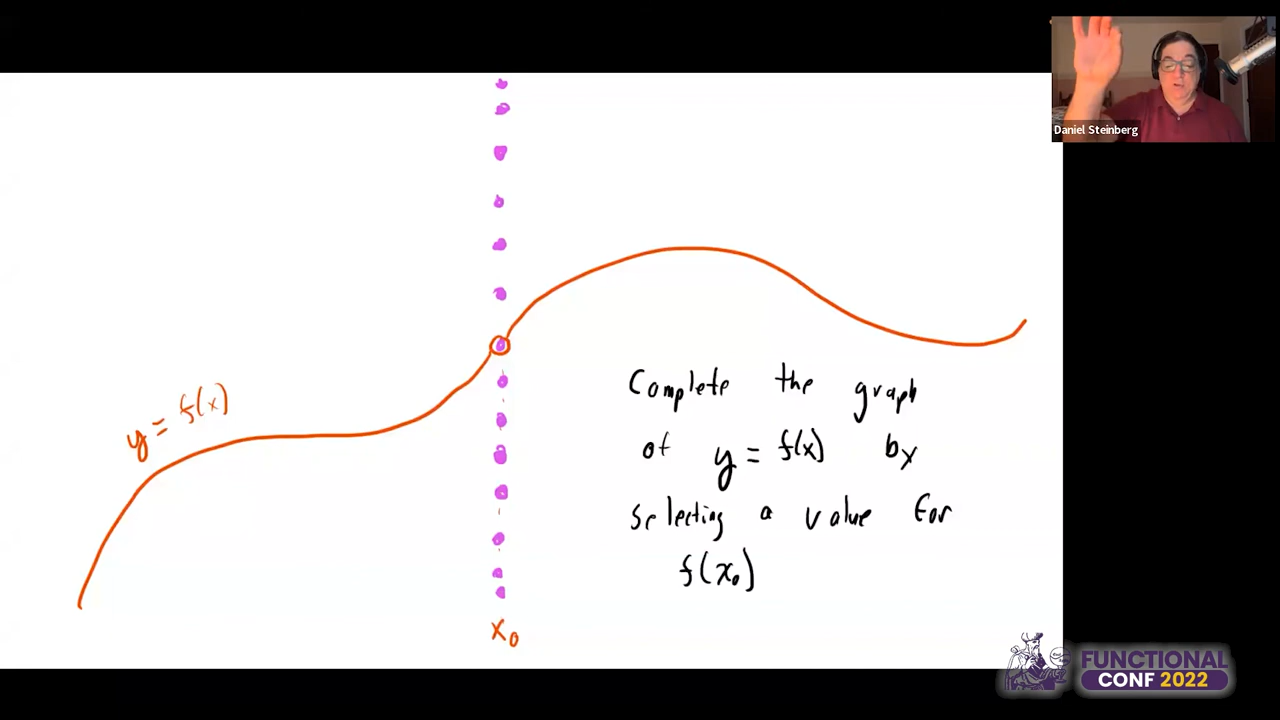 Daniel Steinberg
y = f(x)
Complete the graph
of y = f(x) by
selecting a value for
f(x₀)
x₀
FUNCTIONAL
CONF 2022